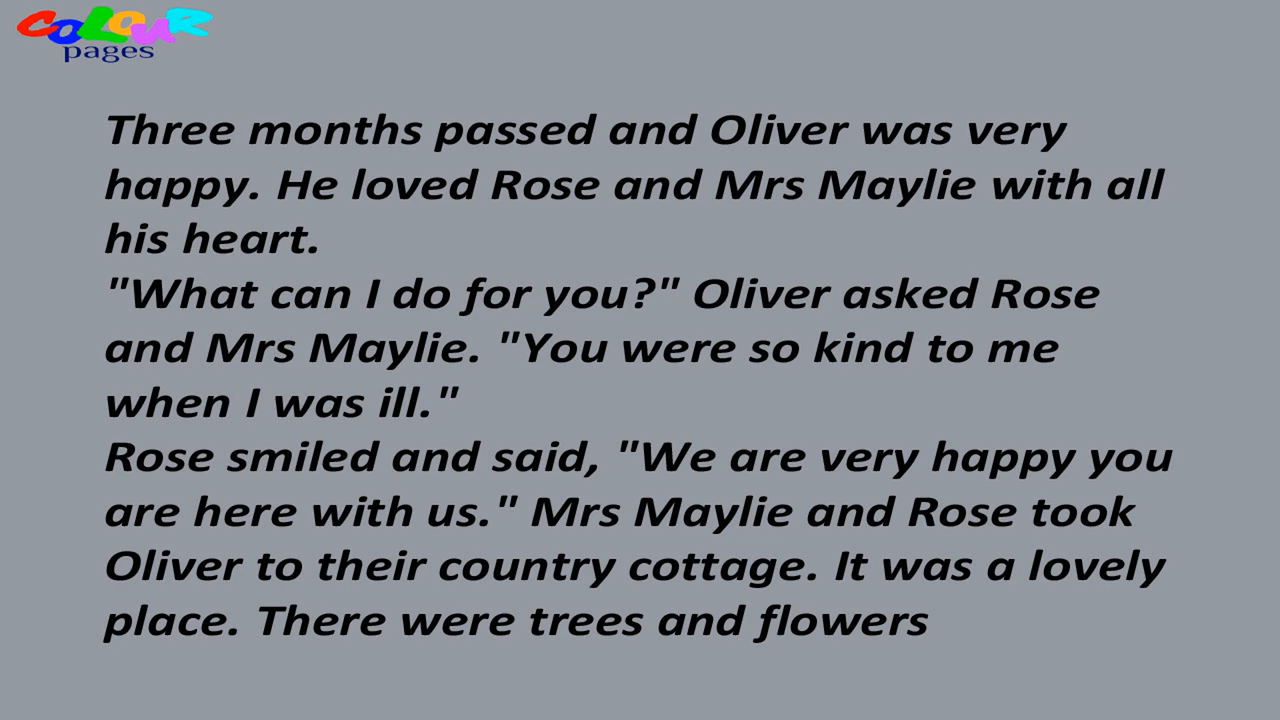 COLOUR
pages
Three months passed and Oliver was very
happy. He loved Rose and Mrs Maylie with all
his heart.
"What can I do for you?" Oliver asked Rose
and Mrs Maylie. "You were so kind to me
when I was ill."
Rose smiled and said, "We are very happy you
are here with us." Mrs Maylie and Rose took
Oliver to their country cottage. It was a lovely
place. There were trees and flowers